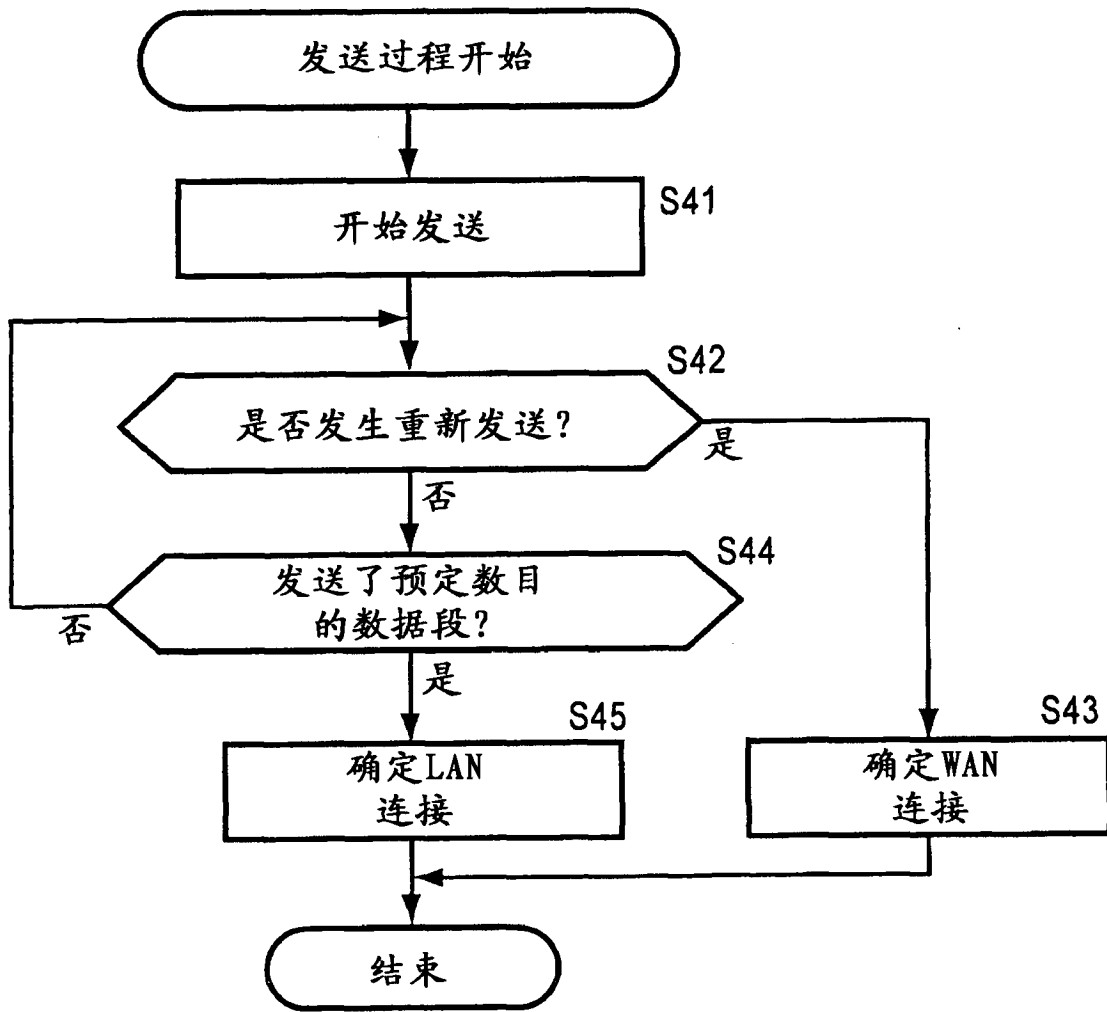 发送过程开始
S41
开始发送
S42
是否发生重新发送?
是
否
S44
发送了预定数目
的数据段?
否
是
S45
确定LAN
连接
S43
确定WAN
连接
结束